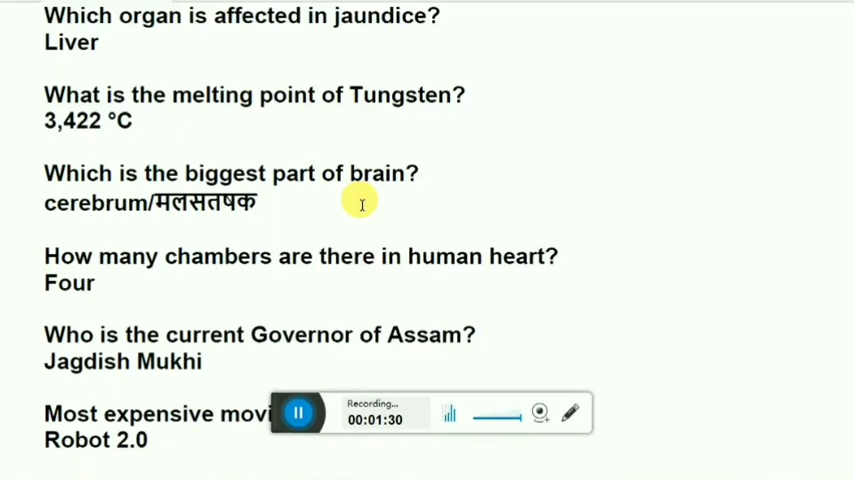 Which organ is affected in jaundice?
Liver
What is the melting point of Tungsten?
3,422 °C
Which is the biggest part of brain?
cerebrum/मलसतषक
How many chambers are there in human heart?
Four
Who is the current Governor of Assam?
Jagdish Mukhi
Most expensive movi
Robot 2.0
Recording...
00:01:30